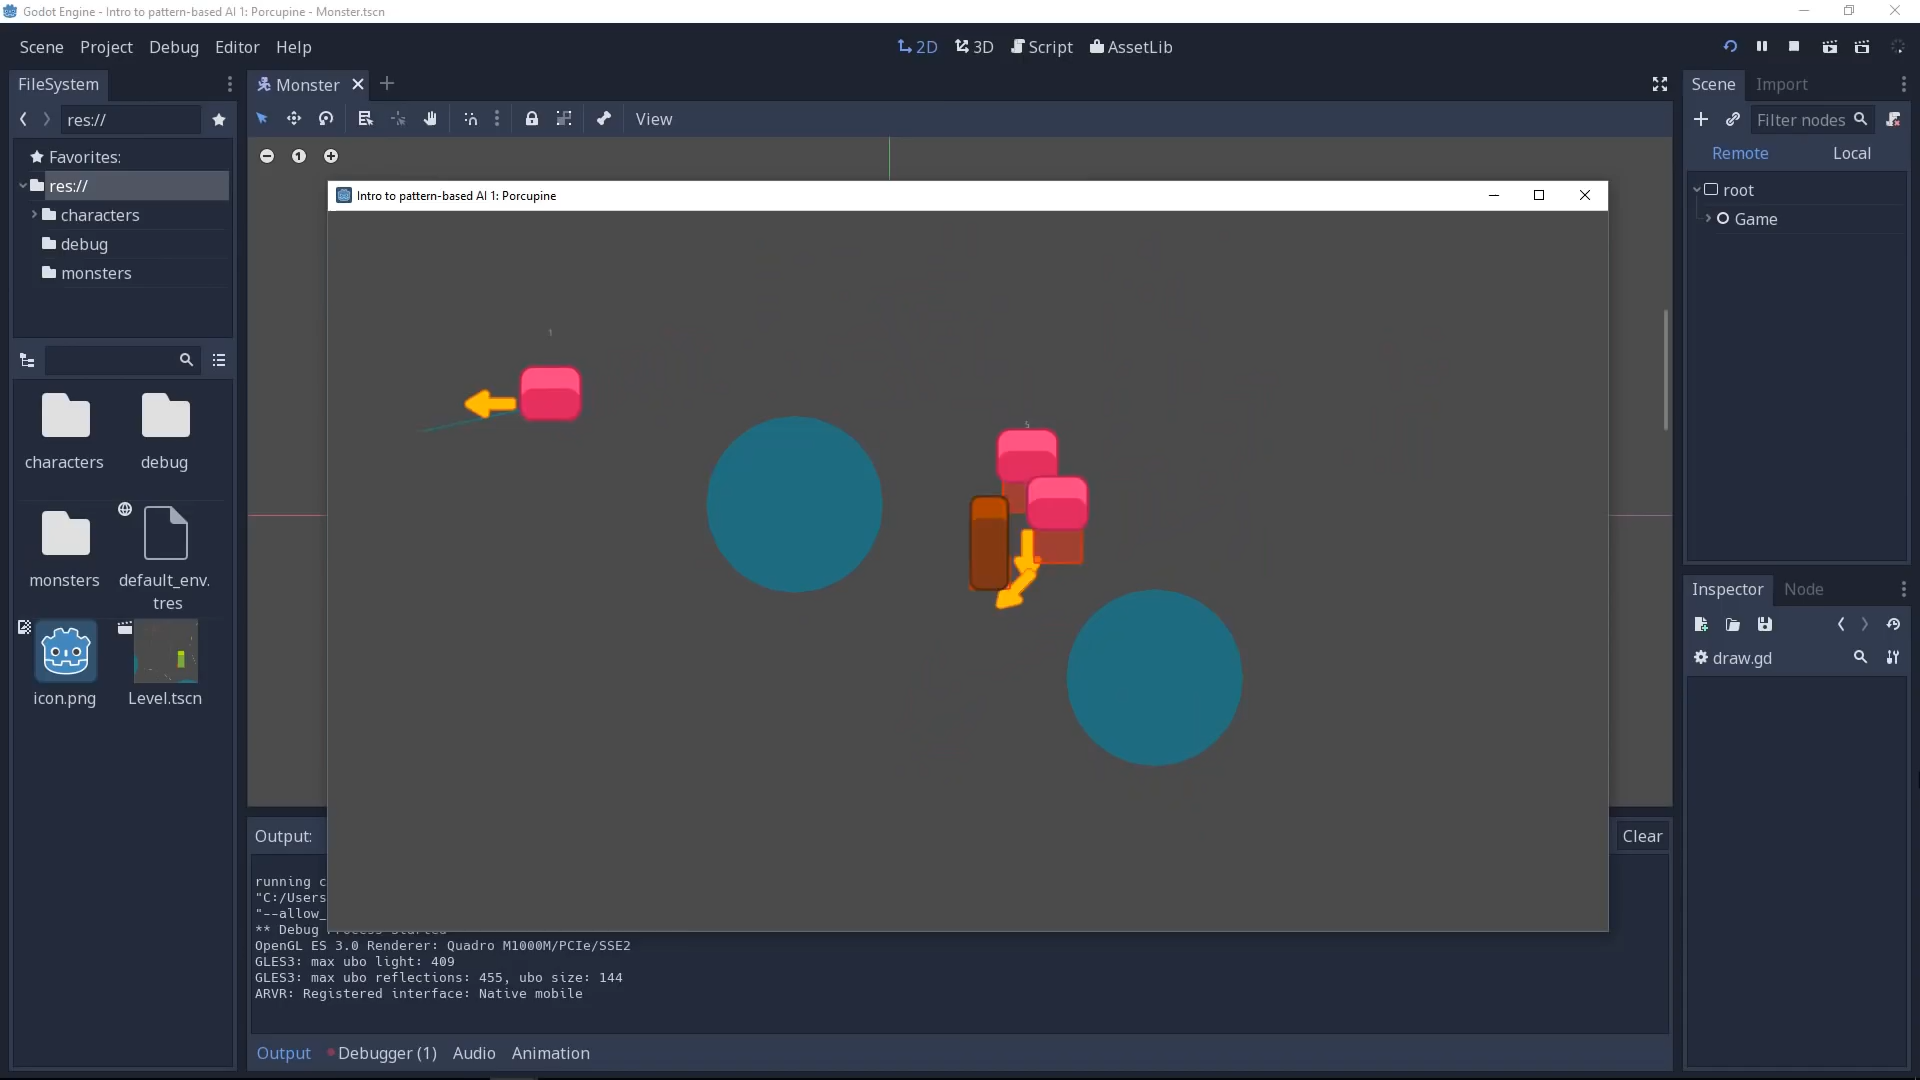 Godot Engine - Intro to pattern-based AI 1: Porcupine - Monster.tscn
Scene Project Debug Editor Help
2D 3D Script AssetLib
FileSystem
Monster
Scene Import
res://
View
Filter nodes
Favorites:
Remote Local
res://
root
Intro to pattern-based AI 1: Porcupine
characters
Game
debug
monsters
1
5
characters debug
monsters default_env.
tres
Inspector Node
draw.gd
icon.png Level.tscn
Output:
Clear
running c
"C:/Users
"--allow_
** Debug Process Started
OpenGL ES 3.0 Renderer: Quadro M1000M/PCIe/SSE2
GLES3: max ubo light: 409
GLES3: max ubo reflections: 455, ubo size: 144
ARVR: Registered interface: Native mobile
Output Debugger (1) Audio Animation